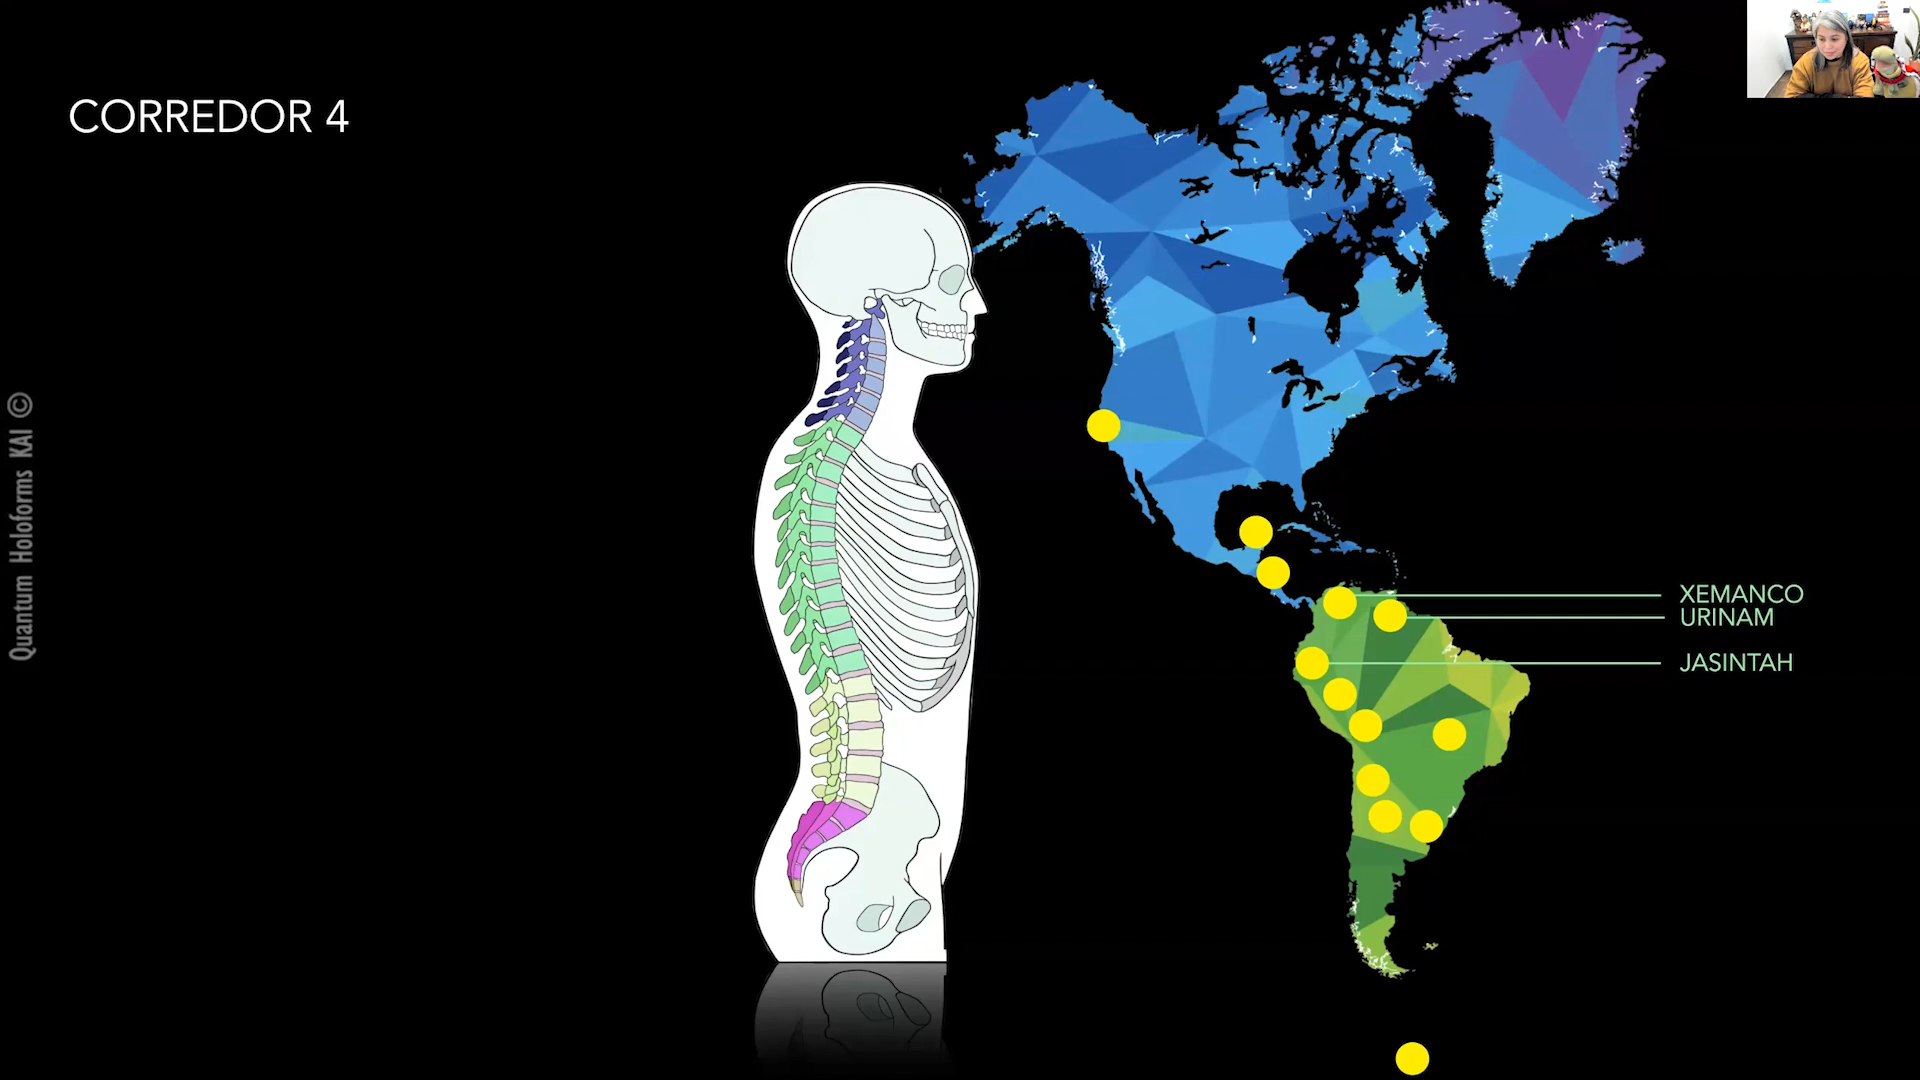 CORREDOR 4
Quantum Holoforms KAI ©
XEMANCO
URINAM
JASINTAH